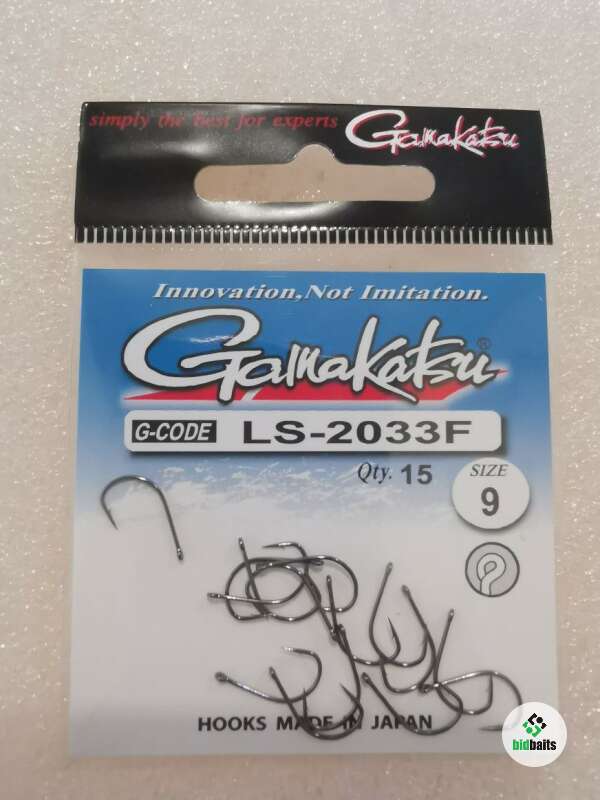 simply the best for experts Gamakatsu
Innovation, Not Imitation.
Gamakatsu®
G-CODE LS-2033F
Qty. 15 SIZE
9
HOOKS MADE IN JAPAN
bidbaits